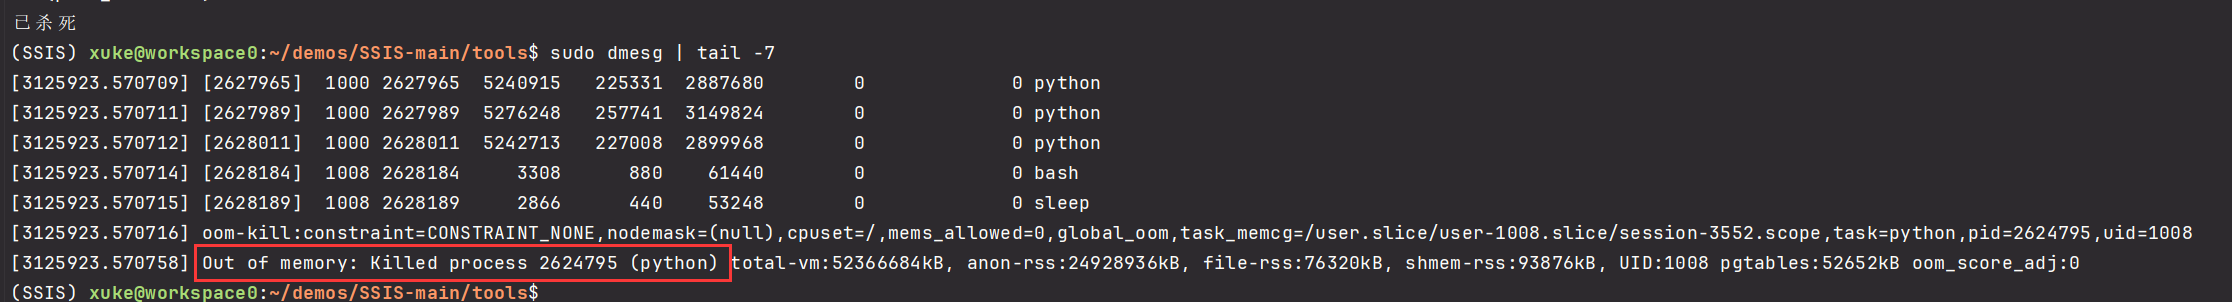 已杀死
(SSIS) xuke@workspace0:~/demos/SSIS-main/tools$ sudo dmesg | tail -7
[3125923.570709] [2627965]  1000 2627965  5240915   225331  2887680        0             0 python
[3125923.570711] [2627989]  1000 2627989  5276248   257741  3149824        0             0 python
[3125923.570712] [2628011]  1000 2628011  5242713   227008  2899968        0             0 python
[3125923.570714] [2628184]  1008 2628184     3308      880    61440        0             0 bash
[3125923.570715] [2628189]  1008 2628189     2866      440    53248        0             0 sleep
[3125923.570716] oom-kill:constraint=CONSTRAINT_NONE,nodemask=(null),cpuset=/,mems_allowed=0,global_oom,task_memcg=/user.slice/user-1008.slice/session-3552.scope,task=python,pid=2624795,uid=1008
[3125923.570758] Out of memory: Killed process 2624795 (python) total-vm:52366684kB, anon-rss:24928936kB, file-rss:76320kB, shmem-rss:93876kB, UID:1008 pgtables:52652kB oom_score_adj:0
(SSIS) xuke@workspace0:~/demos/SSIS-main/tools$